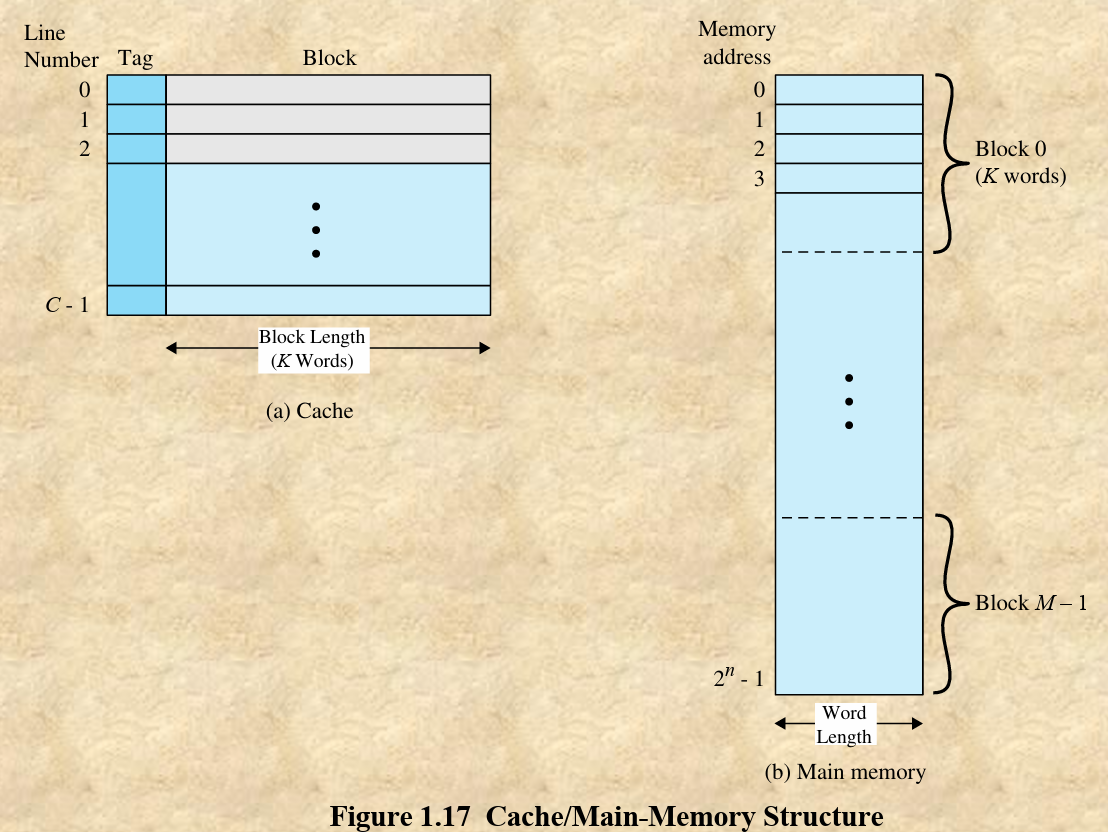 Line
Number
Tag
Block
0
1
2
C - 1
Block Length
(K Words)
(a) Cache
Memory
address
0
1
2
3
Block 0
(K words)
Block M – 1
2ⁿ - 1
Word
Length
(b) Main memory
Figure 1.17 Cache/Main-Memory Structure